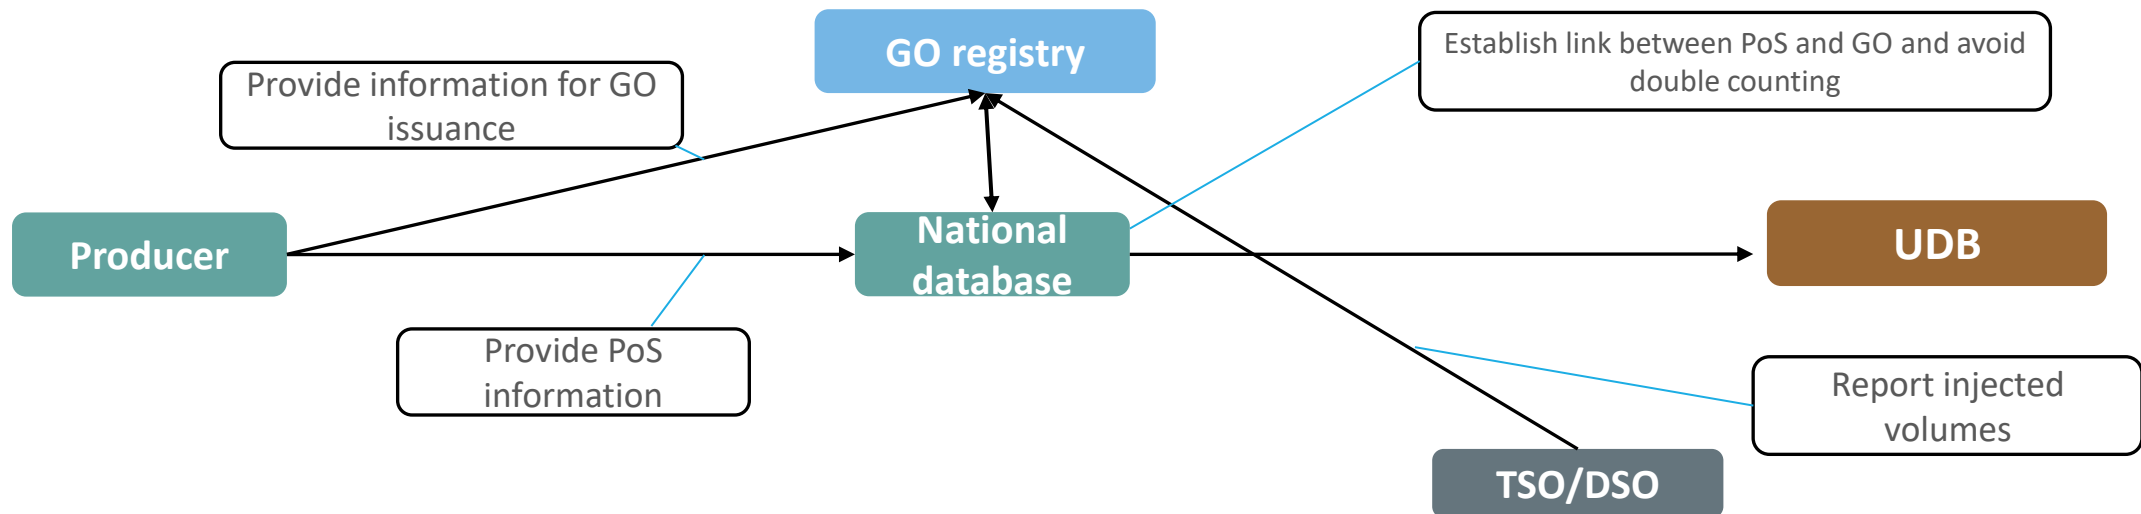 GO registry
Establish link between PoS and GO and avoid
double counting
Provide information for GO
issuance
Producer
National
database
UDB
Provide PoS
information
Report injected
volumes
TSO/DSO